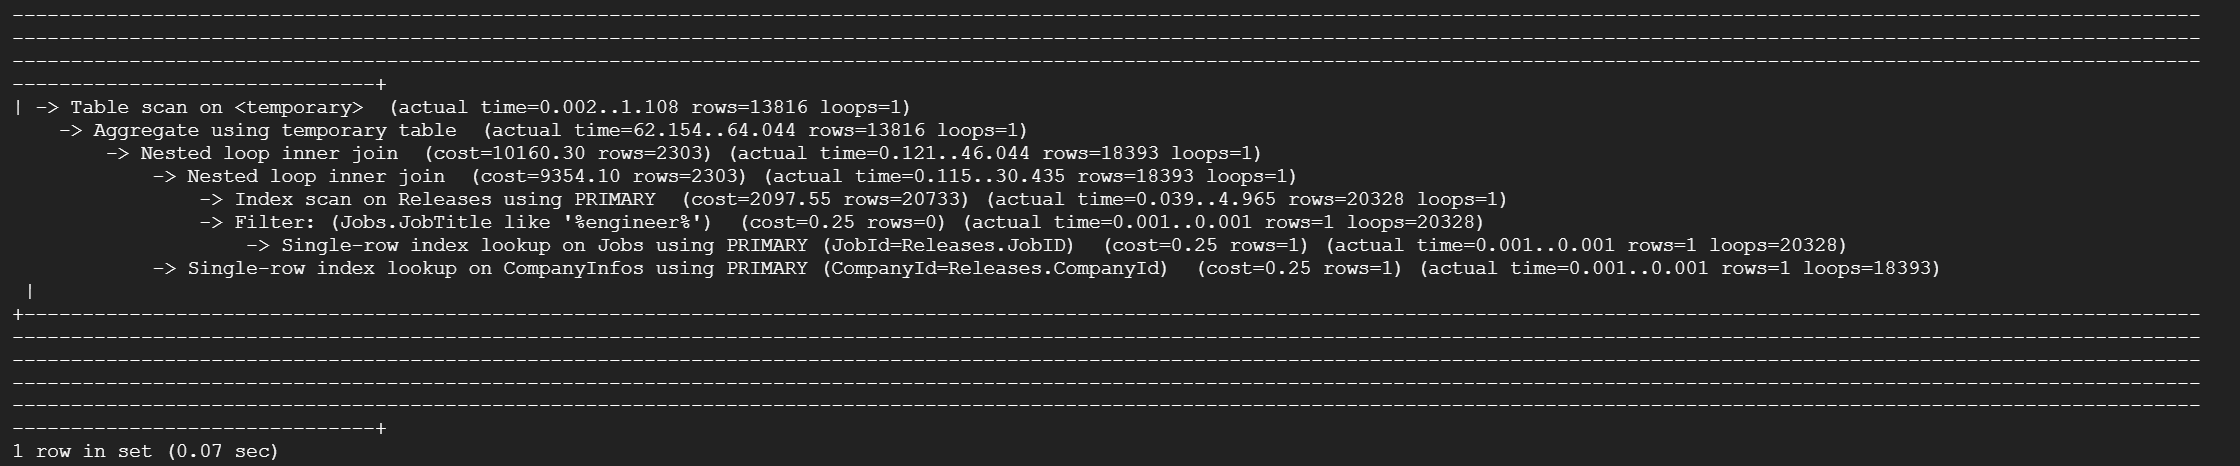 -------------------------------------------------------------------------------------------------------------------------------------------------------------------------------------------
-------------------------------------------------------------------------------------------------------------------------------------------------------------------------------------------
-------------------------------------------------------------------------------------------------------------------------------------------------------------------------------------------
-------------------------------+
| -> Table scan on <temporary>  (actual time=0.002..1.108 rows=13816 loops=1)
    -> Aggregate using temporary table  (actual time=62.154..64.044 rows=13816 loops=1)
        -> Nested loop inner join  (cost=10160.30 rows=2303) (actual time=0.121..46.044 rows=18393 loops=1)
            -> Nested loop inner join  (cost=9354.10 rows=2303) (actual time=0.115..30.435 rows=18393 loops=1)
                -> Index scan on Releases using PRIMARY  (cost=2097.55 rows=20733) (actual time=0.039..4.965 rows=20328 loops=1)
                -> Filter: (Jobs.JobTitle like '%engineer%')  (cost=0.25 rows=0) (actual time=0.001..0.001 rows=1 loops=20328)
                    -> Single-row index lookup on Jobs using PRIMARY (JobId=Releases.JobID)  (cost=0.25 rows=1) (actual time=0.001..0.001 rows=1 loops=20328)
            -> Single-row index lookup on CompanyInfos using PRIMARY (CompanyId=Releases.CompanyId)  (cost=0.25 rows=1) (actual time=0.001..0.001 rows=1 loops=18393)
 |
+------------------------------------------------------------------------------------------------------------------------------------------------------------------------------------------
-------------------------------------------------------------------------------------------------------------------------------------------------------------------------------------------
-------------------------------------------------------------------------------------------------------------------------------------------------------------------------------------------
-------------------------------------------------------------------------------------------------------------------------------------------------------------------------------------------
-------------------------------------------------------------------------------------------------------------------------------------------------------------------------------------------
-------------------------------+
1 row in set (0.07 sec)